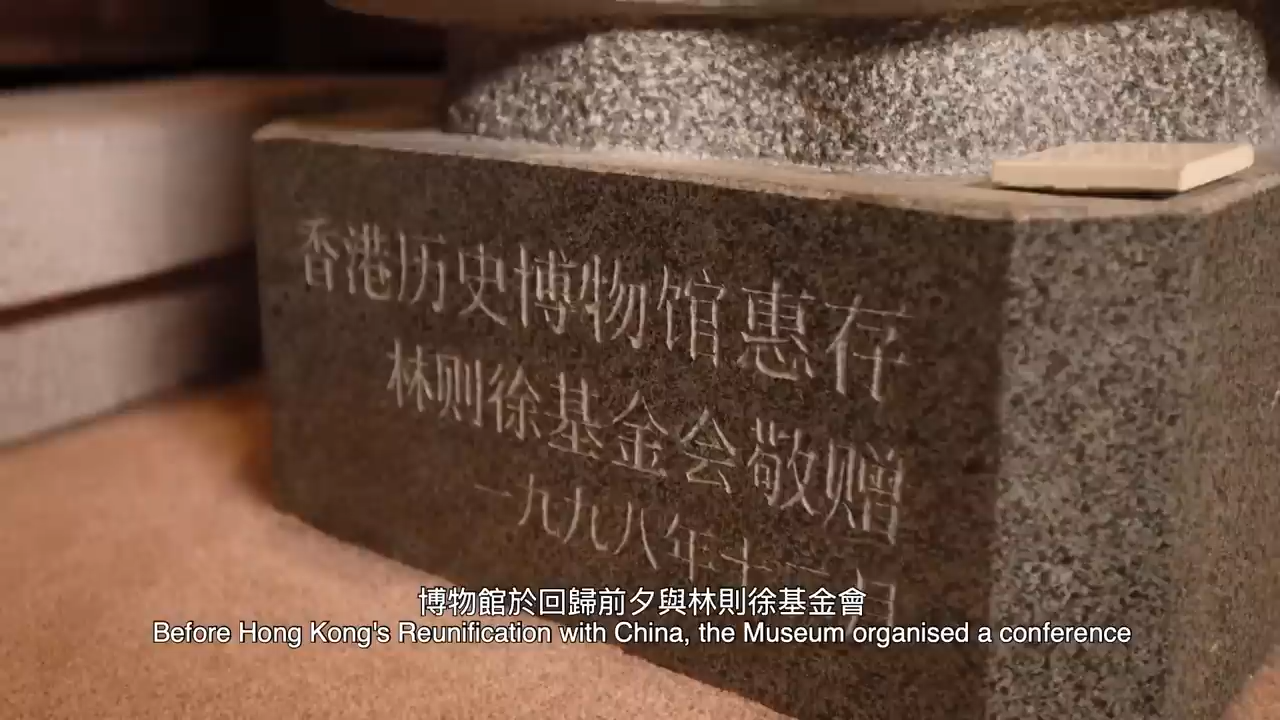 香港历史博物馆惠存
林则徐基金会敬赠
一九九八年十二月
博物館於回歸前夕與林則徐基金會
Before Hong Kong's Reunification with China, the Museum organised a conference